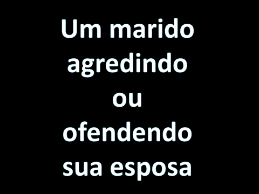 Um marido
agredindo
ou
ofendendo
sua esposa